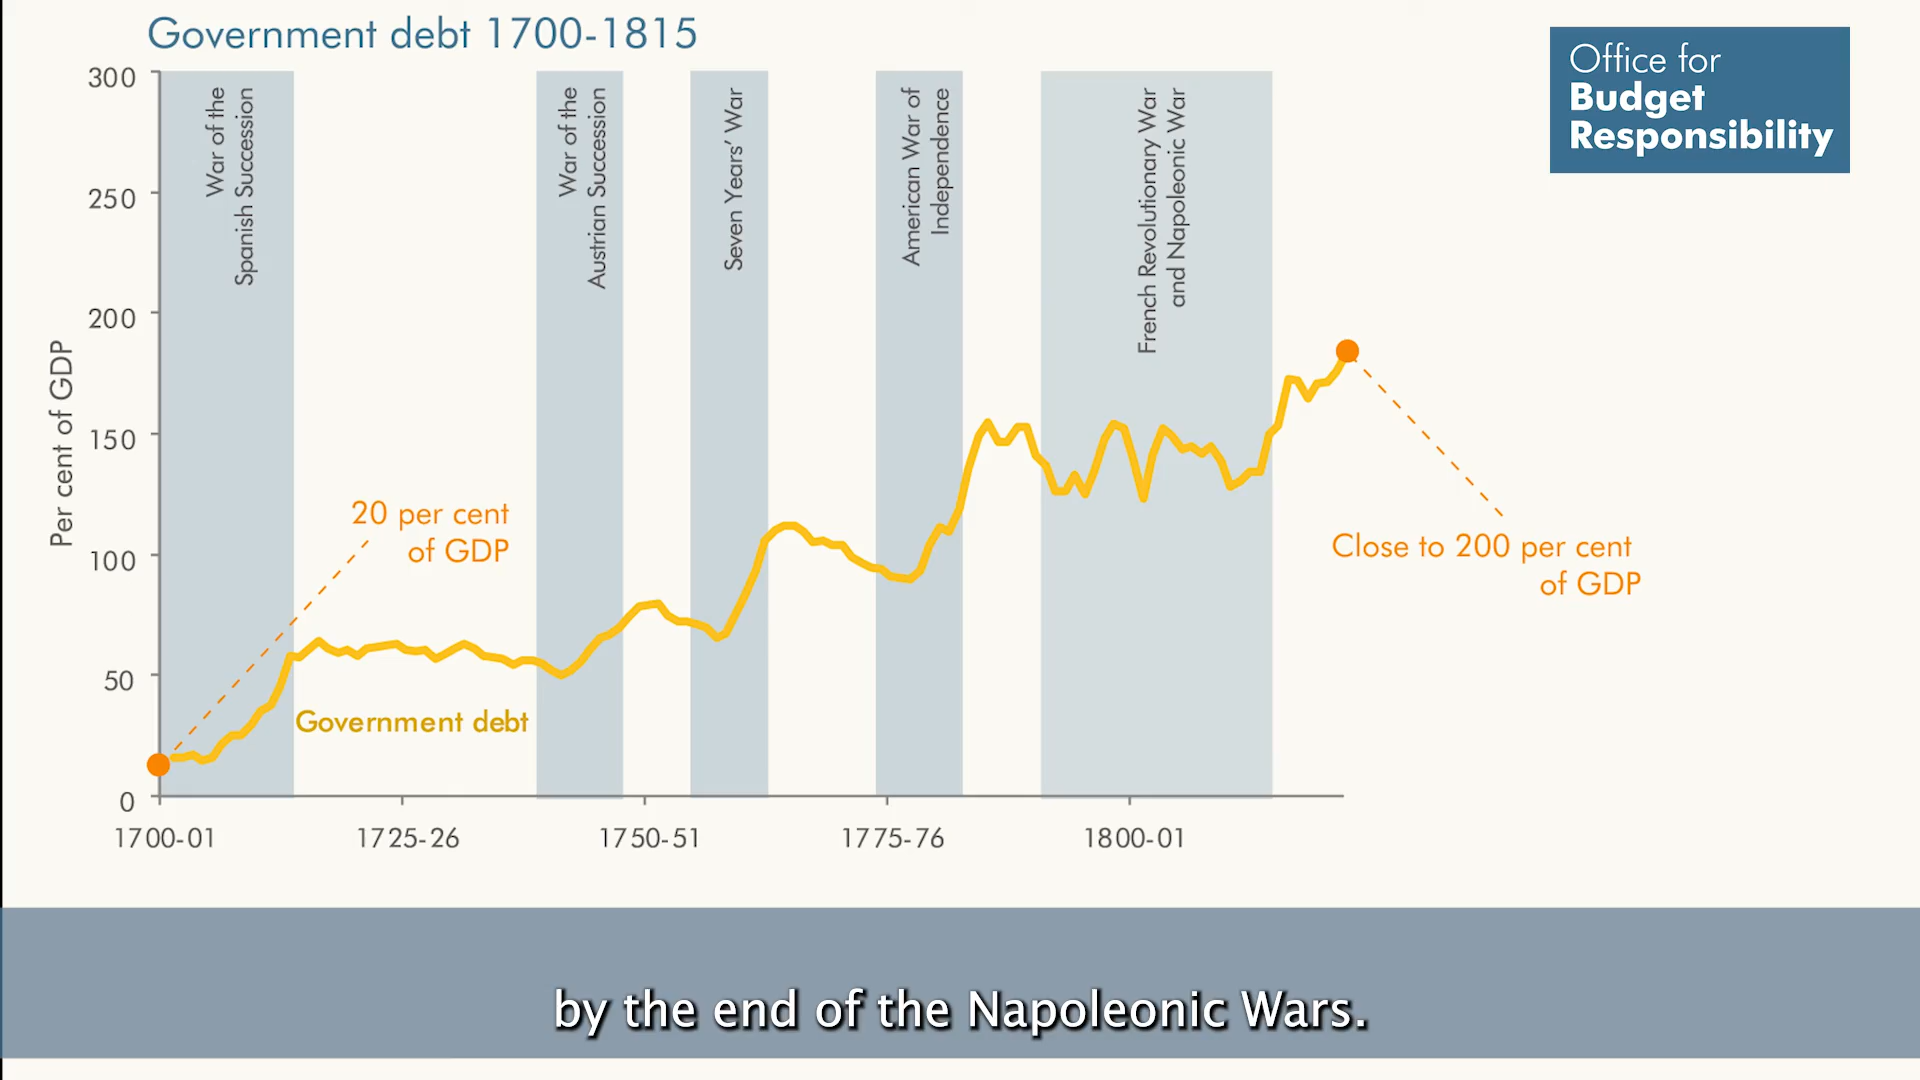 Government debt 1700-1815
Office for
Budget
Responsibility
300
250
200
150
100
50
0
Per cent of GDP
War of the
Spanish Succession
War of the
Austrian Succession
Seven Years’ War
American War of
Independence
French Revolutionary War
and Napoleonic War
20 per cent
of GDP
Government debt
Close to 200 per cent
of GDP
1700-01
1725-26
1750-51
1775-76
1800-01
by the end of the Napoleonic Wars.